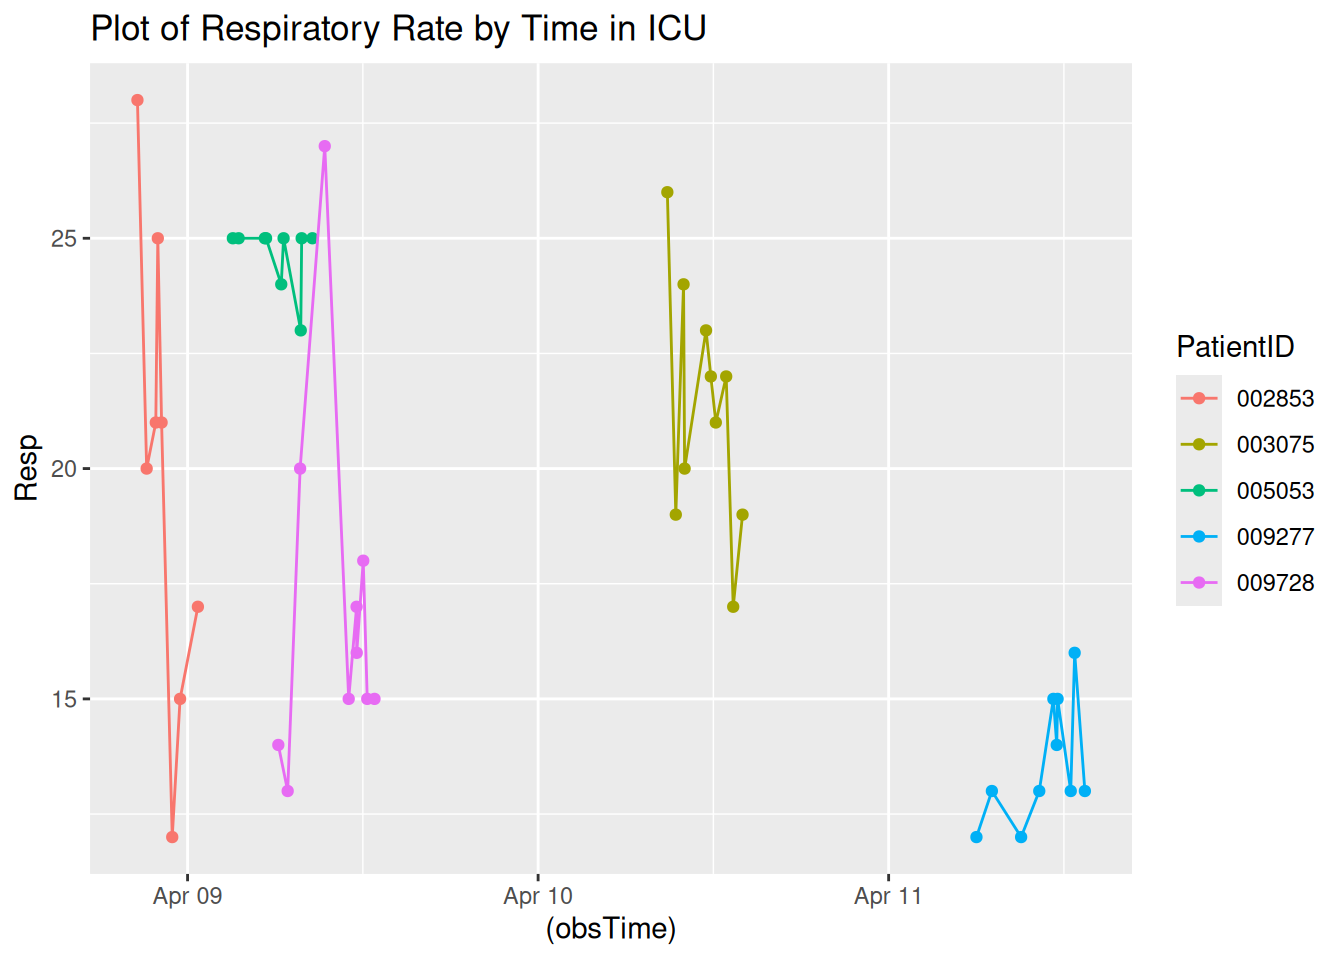 Plot of Respiratory Rate by Time in ICU
25
20
15
Resp
Apr 09
Apr 10
Apr 11
(obsTime)
PatientID
002853
003075
005053
009277
009728